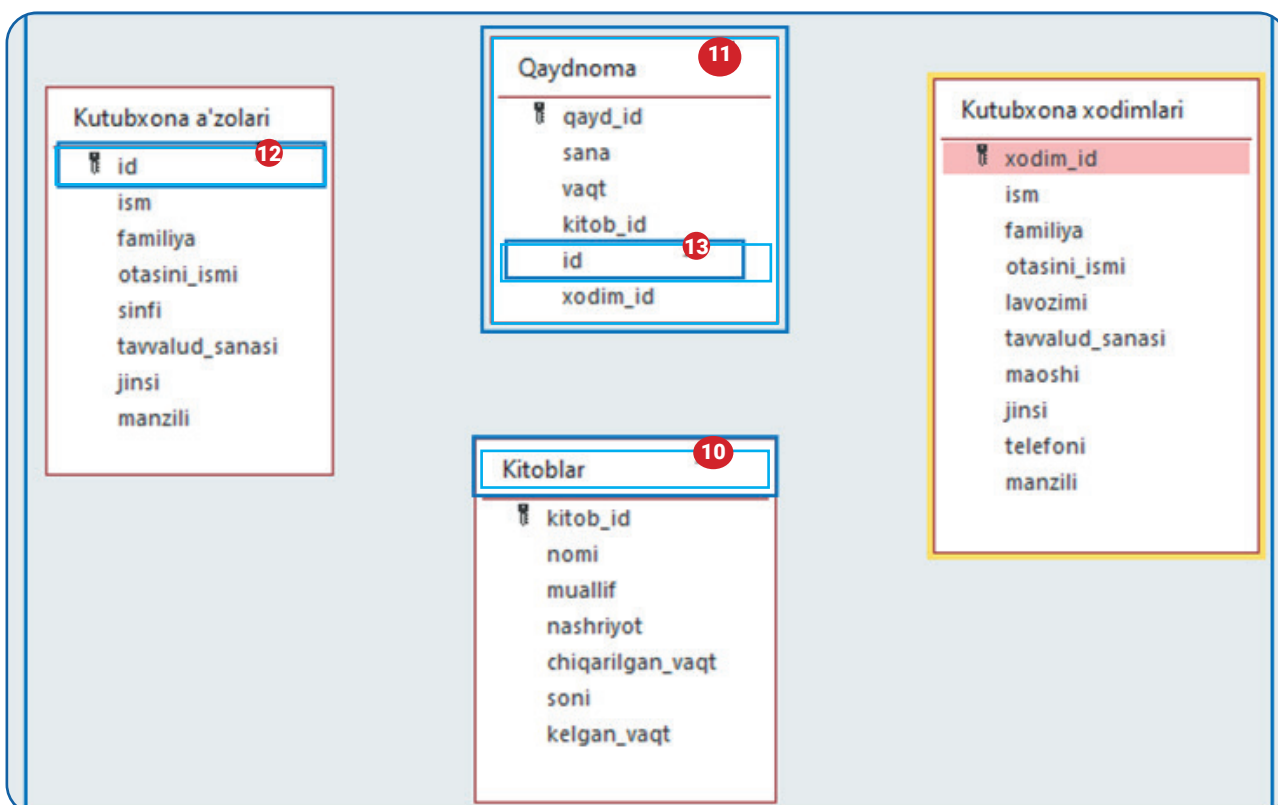 Kutubxona a'zolari
12
id
ism
familiya
otasini_ismi
sinfi
tavvalud_sanasi
jinsi
manzili
11
Qaydnoma
qayd_id
sana
vaqt
kitob_id
13
id
xodim_id
10
Kitoblar
kitob_id
nomi
muallif
nashriyot
chiqarilgan_vaqt
soni
kelgan_vaqt
Kutubxona xodimlari
xodim_id
ism
familiya
otasini_ismi
lavozimi
tavvalud_sanasi
maoshi
jinsi
telefoni
manzili